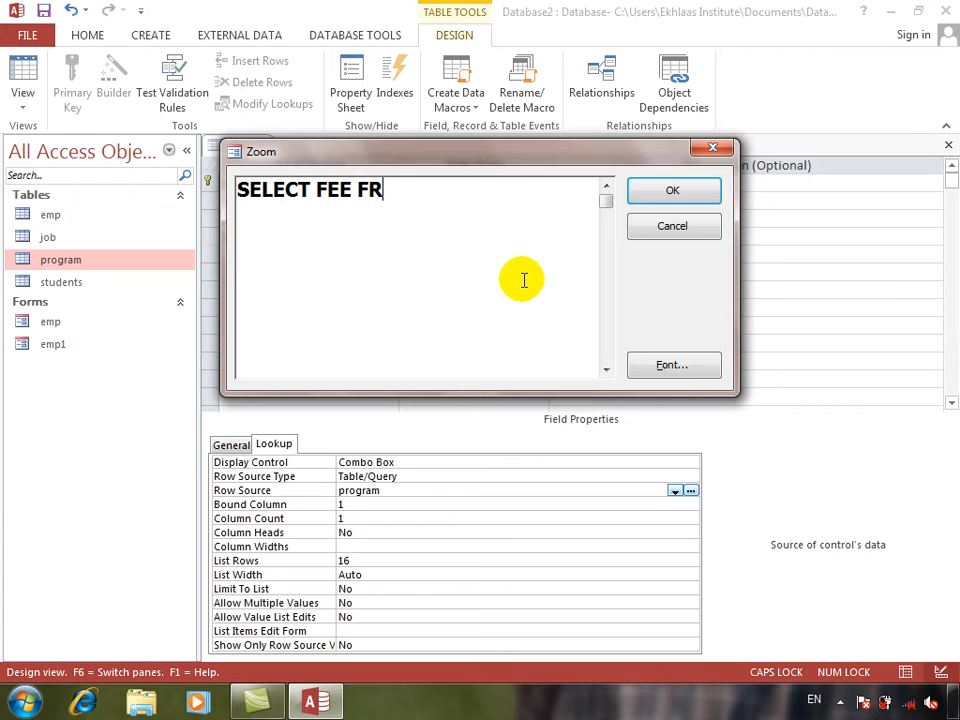 TABLE TOOLS
Database2 : Database- C:\Users\Ekhlaas Institute\Documents\Data...
FILE HOME CREATE EXTERNAL DATA DATABASE TOOLS DESIGN Sign in
View
Views
Primary Key
Builder
Test Validation Rules
Insert Rows
Delete Rows
Modify Lookups
Tools
Property Sheet
Indexes
Show/Hide
Create Data Macros
Rename/ Delete Macro
Field, Record & Table Events
Relationships
Object Dependencies
Relationships
All Access Obje...
Search...
Tables
emp
job
program
students
Forms
emp
emp1
n (Optional)
Zoom
SELECT FEE FR
OK
Cancel
Font...
Field Properties
General Lookup
Display Control Combo Box
Row Source Type Table/Query
Row Source program
Bound Column 1
Column Count 1
Column Heads No
Column Widths
List Rows 16
List Width Auto
Limit To List No
Allow Multiple Values No
Allow Value List Edits No
List Items Edit Form
Show Only Row Source V No
Source of control's data
Design view. F6 = Switch panes. F1 = Help. CAPS LOCK NUM LOCK
EN
7:20 PM